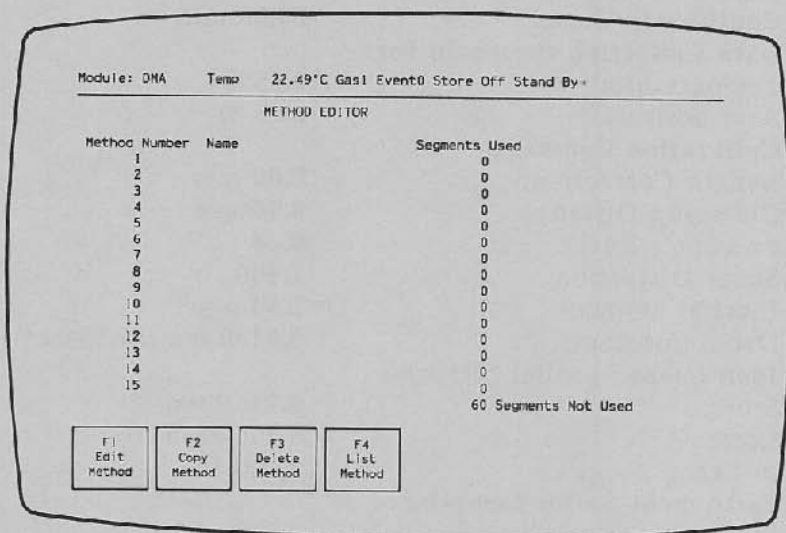 Module: DMA Temp 22.49°C Gas1 Event0 Store Off Stand By*
METHOD EDITOR
Method Number Name Segments Used
1 0
2 0
3 0
4 0
5 0
6 0
7 0
8 0
9 0
10 0
11 0
12 0
13 0
14 0
15 0
60 Segments Not Used
F1 Edit Method
F2 Copy Method
F3 Delete Method
F4 List Method